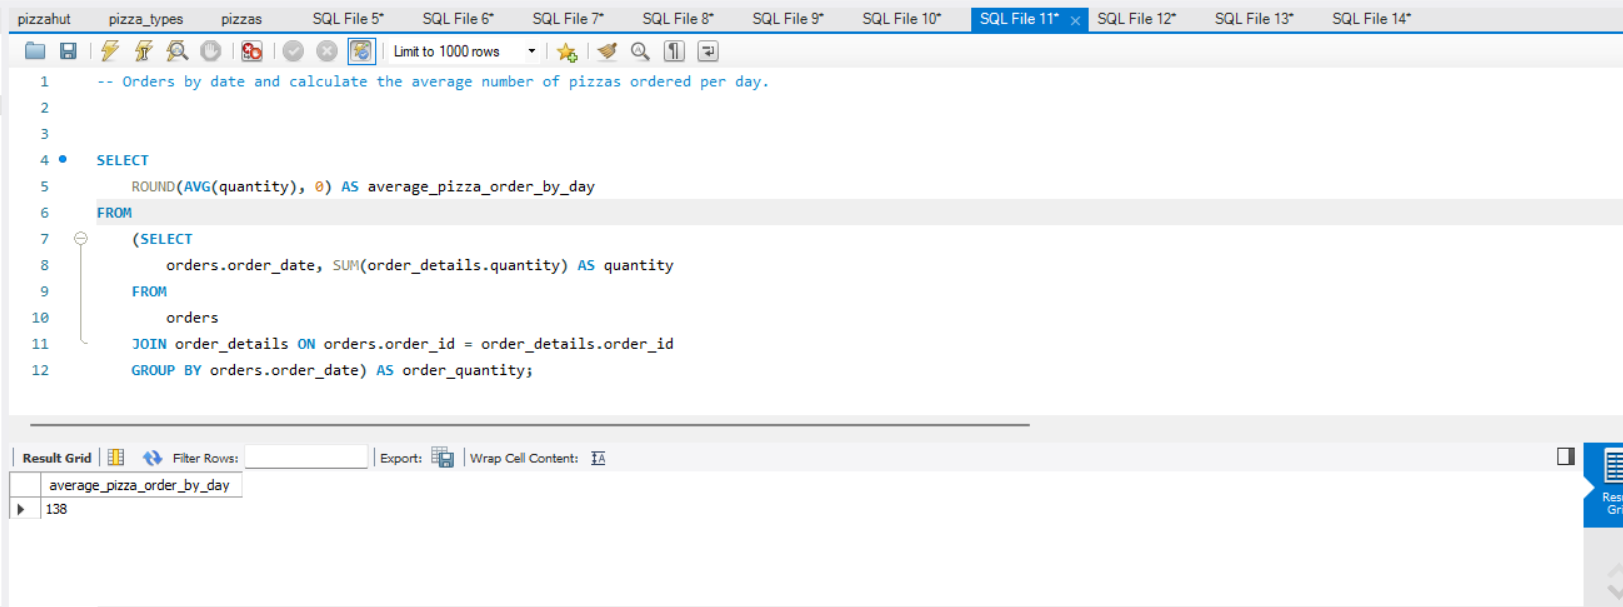 pizzahut pizza_types pizzas SQL File 5* SQL File 6* SQL File 7* SQL File 8* SQL File 9* SQL File 10* SQL File 11* SQL File 12* SQL File 13* SQL File 14*
Limit to 1000 rows
1 -- Orders by date and calculate the average number of pizzas ordered per day.
2
3
4 SELECT
5 ROUND(AVG(quantity), 0) AS average_pizza_order_by_day
6 FROM
7 (SELECT
8 orders.order_date, SUM(order_details.quantity) AS quantity
9 FROM
10 orders
11 JOIN order_details ON orders.order_id = order_details.order_id
12 GROUP BY orders.order_date) AS order_quantity;
Result Grid Filter Rows: Export: Wrap Cell Content: IA
average_pizza_order_by_day
138
Res
Gri